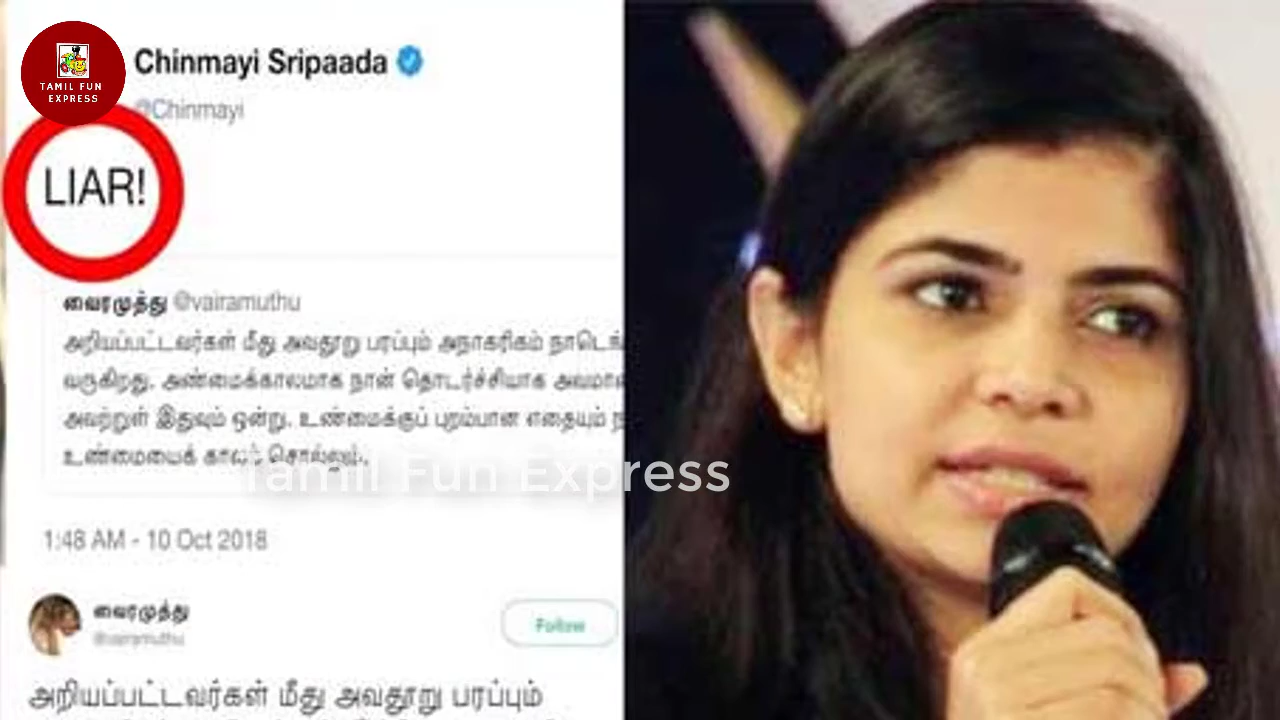 TAMIL FUN
EXPRESS
Chinmayi Sripaada
@Chinmayi
LIAR!
வைரமுத்து @vairamuthu
அறியப்பட்டவர்கள் மீது அவதூறு பரப்பும் அநாகரிகம்
வருகிறது. அண்மைக்காலமாக நான் தொடர்ச்சியாக
அவற்றுள் இதுவும் ஒன்று. உண்மைக்குப் புறம்பான எதையும்
உண்மையைக் காலம் சொல்லும்.
Tamil Fun Express
1:48 AM - 10 Oct 2018
வைரமுத்து
@vairamuthu
Follow
அறியப்பட்டவர்கள் மீது அவதூறு பரப்பும்